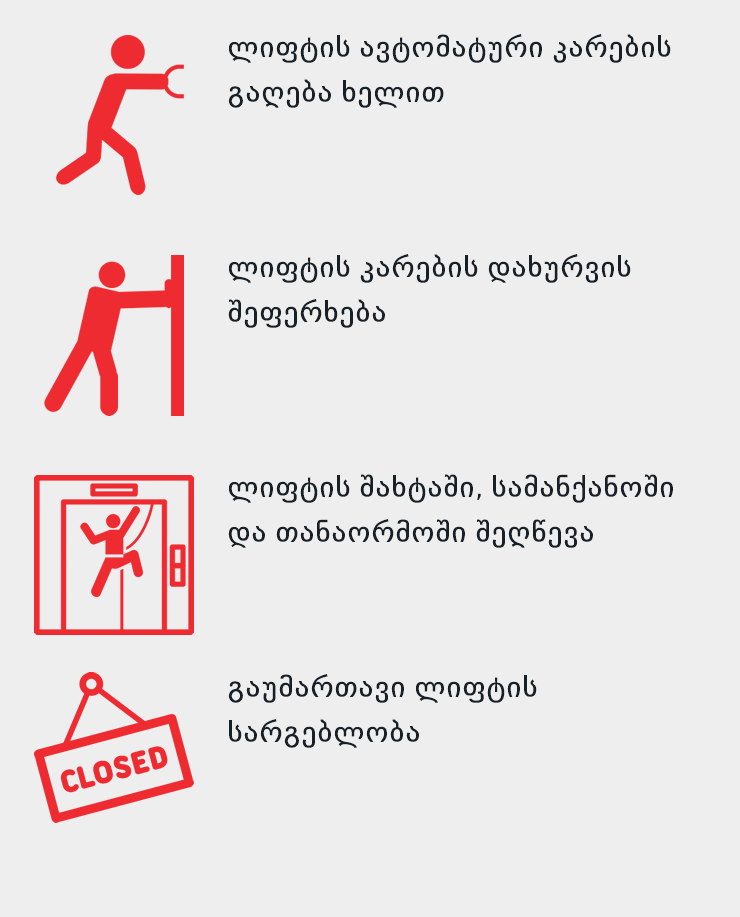 ლიფტის ავტომატური კარების
გაღება ხელით
ლიფტის კარების დახურვის
შეფერხება
ლიფტის შახტაში, სამანქანოში
და თანაორმოში შეღწევა
გაუმართავი ლიფტის
სარგებლობა
CLOSED